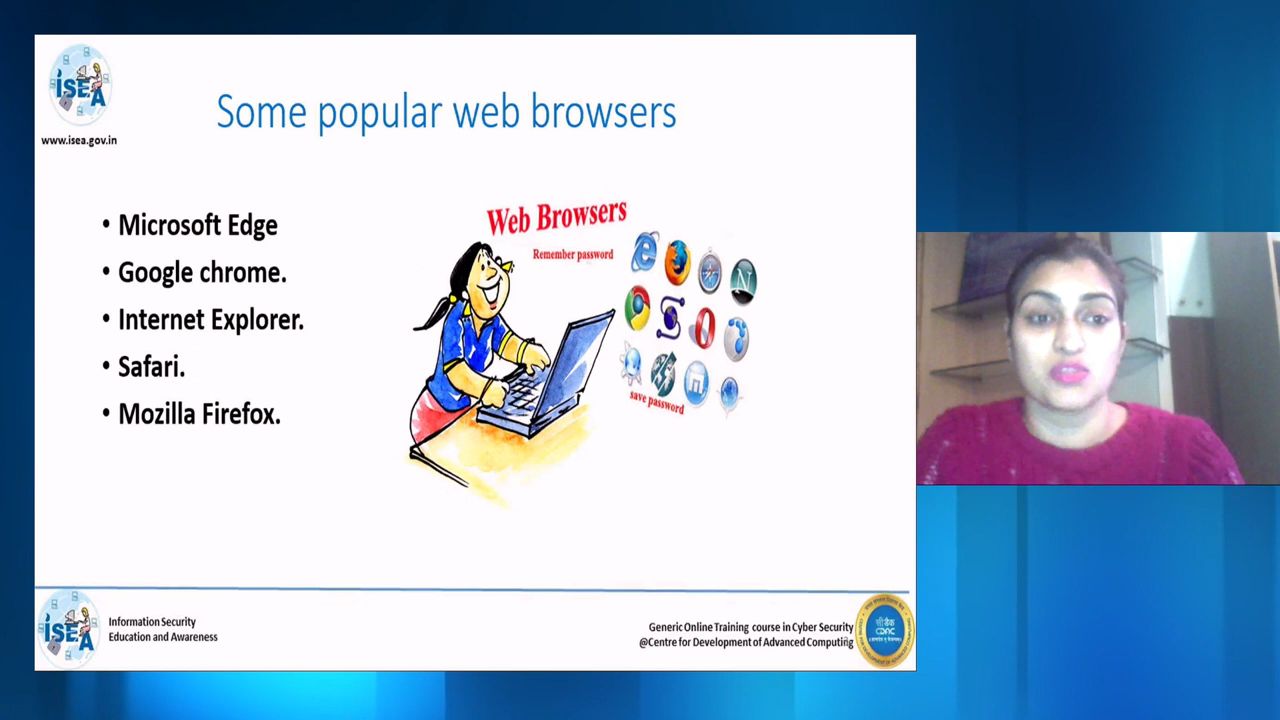 ISEA
www.isea.gov.in
Some popular web browsers
• Microsoft Edge
• Google chrome.
• Internet Explorer.
• Safari.
• Mozilla Firefox.
Web Browsers
Remember password
N
save password
ISEA
Information Security
Education and Awareness
Generic Online Training course in Cyber Security
@Centre for Development of Advanced Computing
सीडैक
CDAC